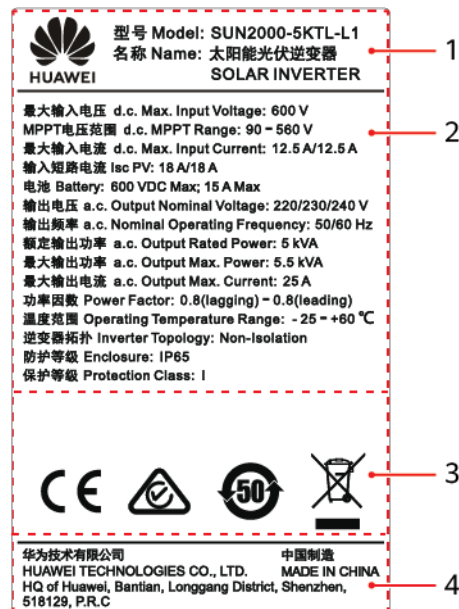 HUAWEI
型号 Model: SUN2000-5KTL-L1
名称 Name: 太阳能光伏逆变器
SOLAR INVERTER
1
最大输入电压 d.c. Max. Input Voltage: 600 V
MPPT电压范围 d.c. MPPT Range: 90 - 560 V
2
最大输入电流 d.c. Max. Input Current: 12.5 A/12.5 A
输入短路电流 Isc PV: 18 A/18 A
电池 Battery: 600 VDC Max; 15 A Max
输出电压 a.c. Output Nominal Voltage: 220/230/240 V
输出频率 a.c. Nominal Operating Frequency: 50/60 Hz
额定输出功率 a.c. Output Rated Power: 5 kVA
最大输出功率 a.c. Output Max. Power: 5.5 kVA
最大输出电流 a.c. Output Max. Current: 25 A
功率因数 Power Factor: 0.8(lagging) - 0.8(leading)
温度范围 Operating Temperature Range: - 25 - +60 ℃
逆变器拓扑 Inverter Topology: Non-Isolation
防护等级 Enclosure: IP65
保护等级 Protection Class: I
CE
50
3
华为技术有限公司 中国制造
HUAWEI TECHNOLOGIES CO., LTD. MADE IN CHINA
HQ of Huawei, Bantian, Longgang District, Shenzhen,
518129, P.R.C
4